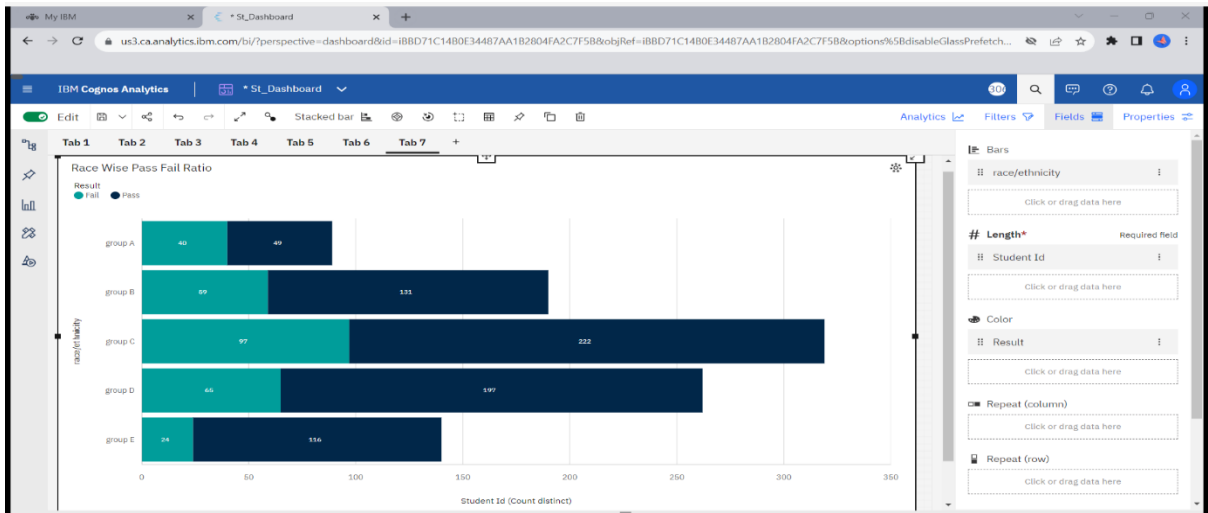 My IBM
* St_Dashboard
us3.ca.analytics.ibm.com/bi/?perspective=dashboard&id=iBBD71C14B0E34487AA1B2804FA2C7F5B&objRef=iBBD71C14B0E34487AA1B2804FA2C7F5B&options%5BdisableGlassPrefetch...
IBM Cognos Analytics
* St_Dashboard
Edit
Stacked bar
Analytics
Filters
Fields
Properties
Tab 1 Tab 2 Tab 3 Tab 4 Tab 5 Tab 6 Tab 7 +
Race Wise Pass Fail Ratio
Result
Fail Pass
race/ethnicity
group A 40 49
group B 59 131
group C 97 222
group D 65 197
group E 24 116
0 50 100 150 200 250 300 350
Student Id (Count distinct)
Bars
race/ethnicity
Click or drag data here
# Length* Required field
Student Id
Click or drag data here
Color
Result
Click or drag data here
Repeat (column)
Click or drag data here
Repeat (row)
Click or drag data here